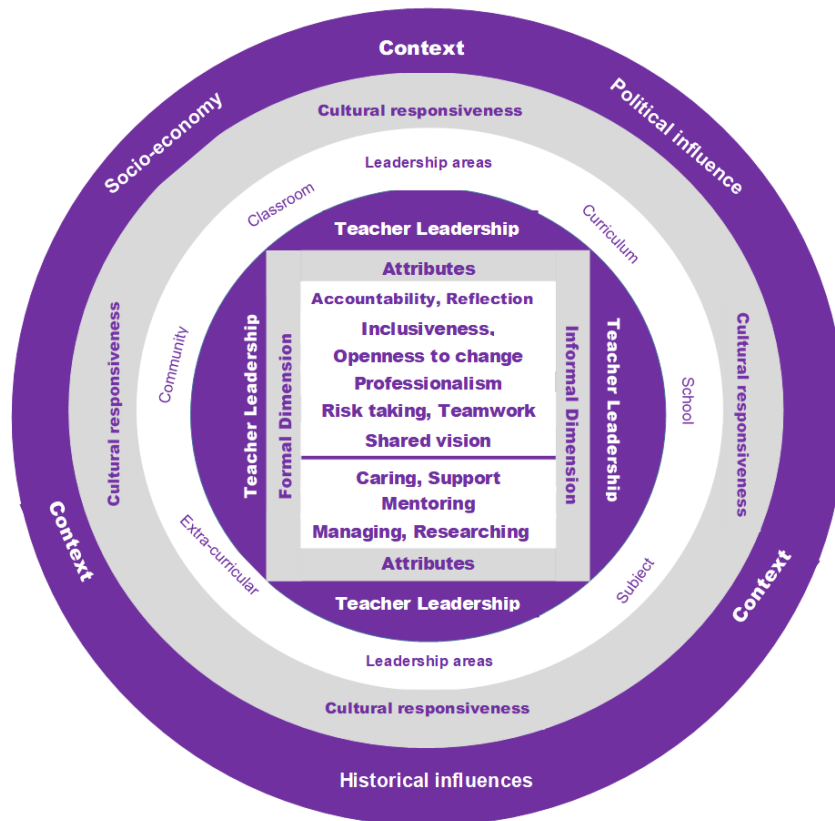 Context
Socio-economy
Political influence
Cultural responsiveness
Leadership areas
Classroom
Curriculum
Teacher Leadership
Attributes
Accountability, Reflection
Inclusiveness,
Openness to change
Professionalism
Risk taking, Teamwork
Shared vision
Caring, Support
Mentoring
Managing, Researching
Attributes
Teacher Leadership
Formal Dimension
Informal Dimension
Teacher Leadership
Teacher Leadership
Community
School
Cultural responsiveness
Cultural responsiveness
Extra-curricular
Subject
Leadership areas
Cultural responsiveness
Context
Context
Historical influences